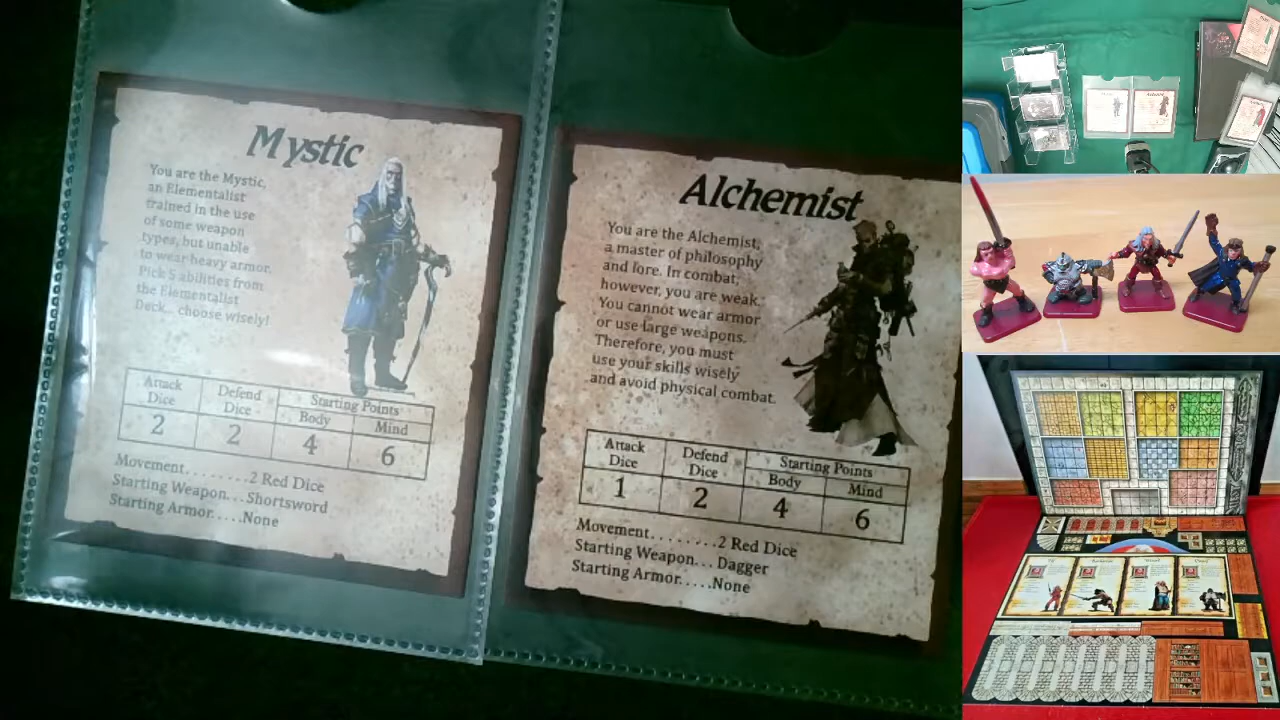 Mystic
You are the Mystic,
an Elementalist
trained in the use
of some weapon
types, but unable
to wear heavy armor.
Pick 5 abilities from
the Elementalist
Deck... choose wisely!
Attack Dice
Defend Dice
Starting Points
Body
Mind
2
2
4
6
Movement........2 Red Dice
Starting Weapon...Shortsword
Starting Armor.....None
Alchemist
You are the Alchemist,
a master of philosophy
and lore. In combat,
however, you are weak.
You cannot wear armor
or use large weapons.
Therefore, you must
use your skills wisely
and avoid physical combat.
Attack Dice
Defend Dice
Starting Points
Body
Mind
1
2
4
6
Movement........2 Red Dice
Starting Weapon...Dagger
Starting Armor.....None